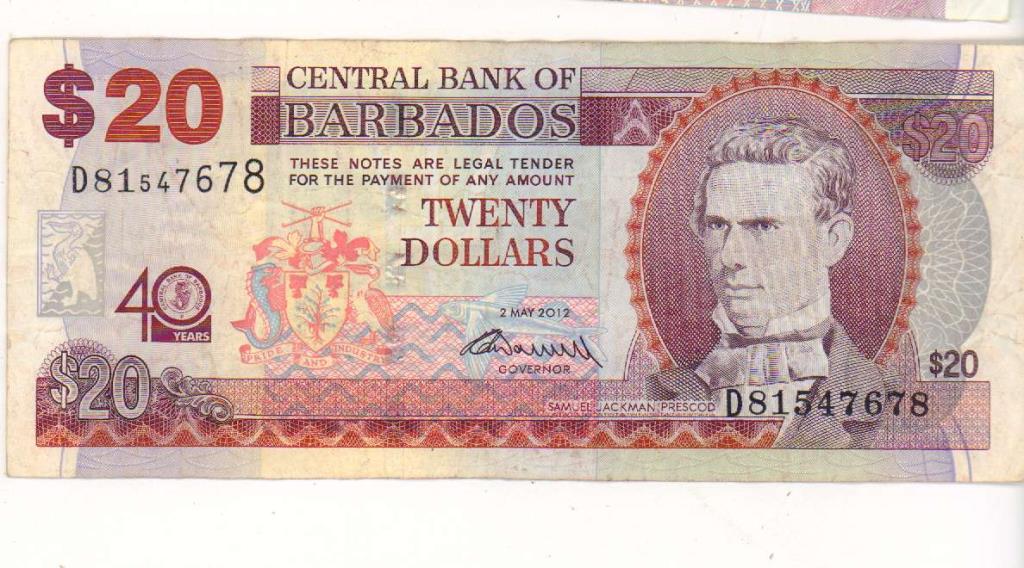 $20
CENTRAL BANK OF
BARBADOS
$20
D81547678
THESE NOTES ARE LEGAL TENDER
FOR THE PAYMENT OF ANY AMOUNT
TWENTY
DOLLARS
40
YEARS
2 MAY 2012
GOVERNOR
PRIDE AND INDUSTRY
$20
$20
SAMUEL JACKMAN PRESCOD
D81547678